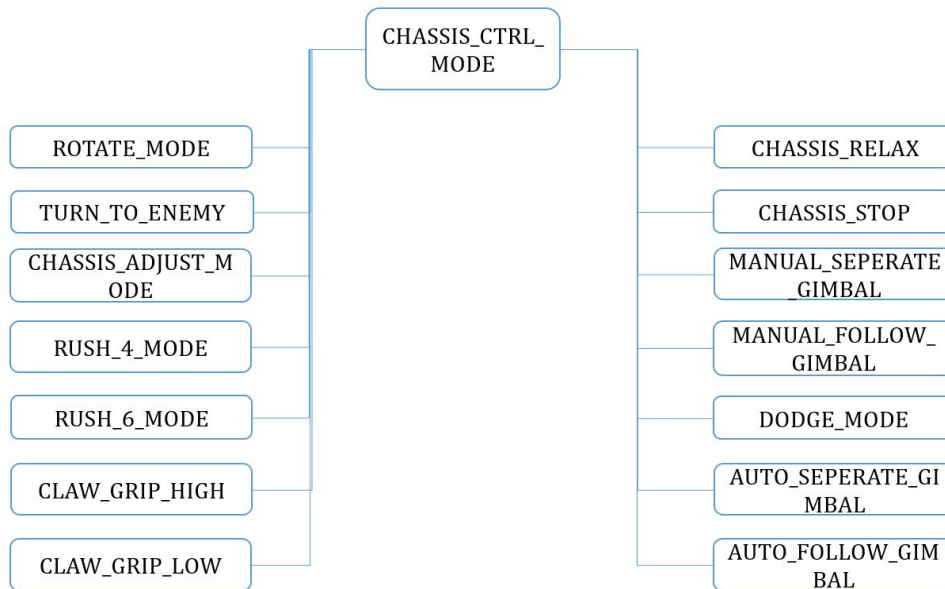 CHASSIS_CTRL_
MODE
ROTATE_MODE
TURN_TO_ENEMY
CHASSIS_ADJUST_M
ODE
RUSH_4_MODE
RUSH_6_MODE
CLAW_GRIP_HIGH
CLAW_GRIP_LOW
CHASSIS_RELAX
CHASSIS_STOP
MANUAL_SEPERATE
_GIMBAL
MANUAL_FOLLOW_
GIMBAL
DODGE_MODE
AUTO_SEPERATE_GI
MBAL
AUTO_FOLLOW_GIM
BAL